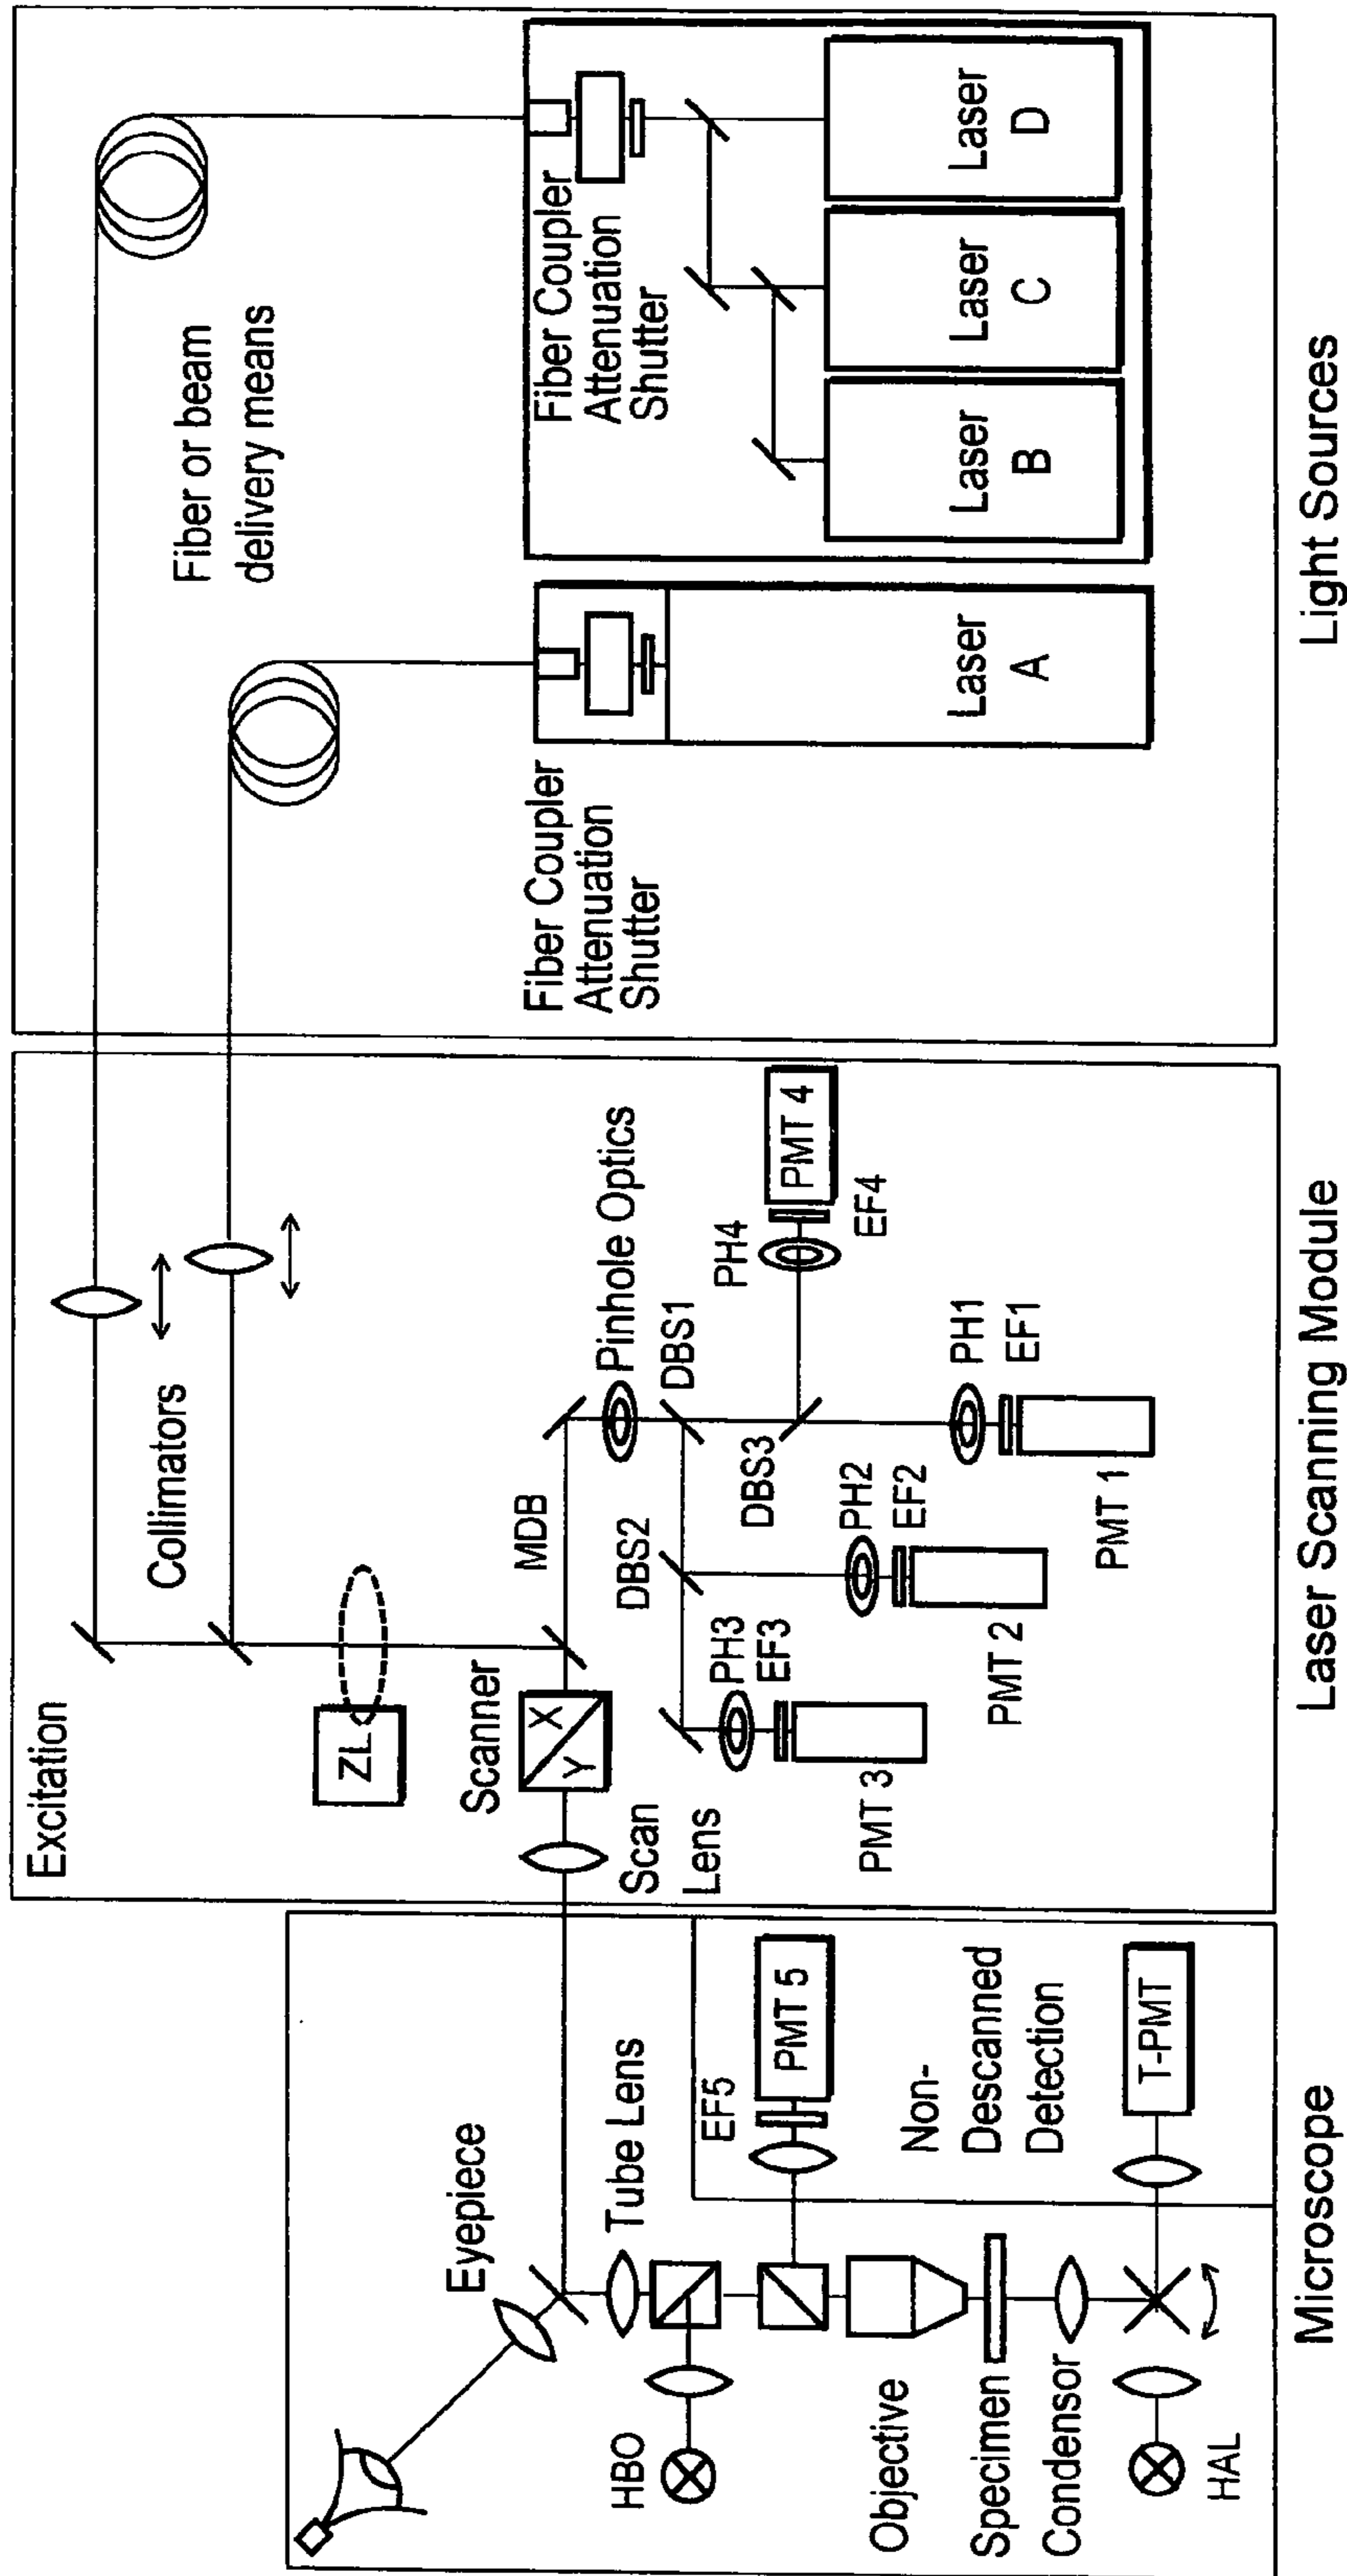 Excitation
Collimators
Fiber or beam
delivery means
ZL
Scanner
X
Y
MDB
Pinhole Optics
Scan
Lens
DBS1
DBS2
DBS3
PH4
PMT 4
EF4
PH3
EF3
PMT 3
PH2
EF2
PMT 2
PH1
EF1
PMT 1
Laser Scanning Module
Eyepiece
Tube Lens
HBO
EF5
PMT 5
Non-
Descanned
Detection
Objective
Specimen
Condensor
T-PMT
HAL
Microscope
Fiber Coupler
Attenuation
Shutter
Laser
A
Fiber Coupler
Attenuation
Shutter
Laser
B
Laser
C
Laser
D
Light Sources